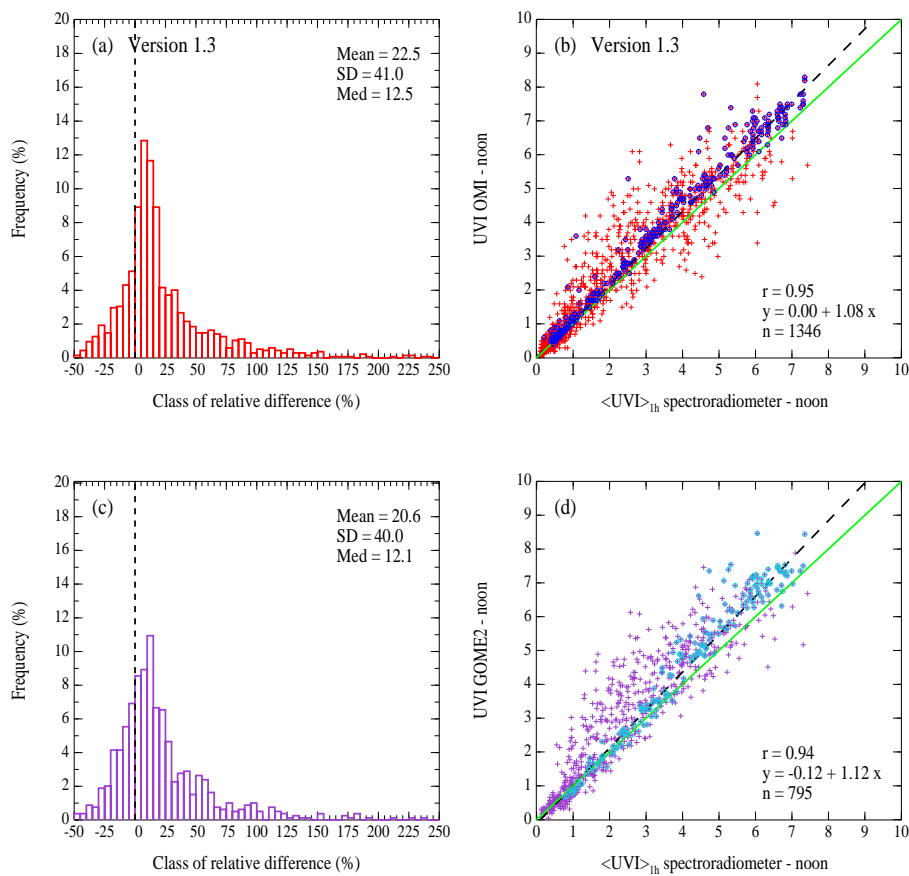 (a) Version 1.3
Mean = 22.5
SD = 41.0
Med = 12.5
Frequency (%)
20
18
16
14
12
10
8
6
4
2
0
-50 -25 0 25 50 75 100 125 150 175 200 225 250
Class of relative difference (%)
(b) Version 1.3
UVI OMI - noon
10
9
8
7
6
5
4
3
2
1
0
r = 0.95
y = 0.00 + 1.08 x
n = 1346
0 1 2 3 4 5 6 7 8 9 10
<UVI>1h spectroradiometer - noon
(c)
Mean = 20.6
SD = 40.0
Med = 12.1
Frequency (%)
20
18
16
14
12
10
8
6
4
2
0
-50 -25 0 25 50 75 100 125 150 175 200 225 250
Class of relative difference (%)
(d)
UVI GOME2 - noon
10
9
8
7
6
5
4
3
2
1
0
r = 0.94
y = -0.12 + 1.12 x
n = 795
0 1 2 3 4 5 6 7 8 9 10
<UVI>1h spectroradiometer - noon